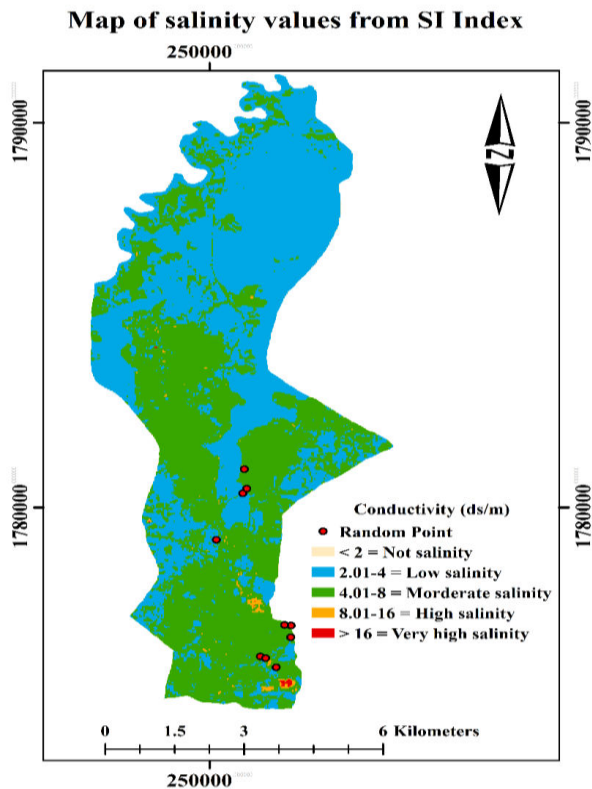 Map of salinity values from SI Index
250000
1790000
1790000
N
1780000
1780000
Conductivity (ds/m)
Random Point
< 2 = Not salinity
2.01-4 = Low salinity
4.01-8 = Morderate salinity
8.01-16 = High salinity
> 16 = Very high salinity
0 1.5 3 6 Kilometers
250000